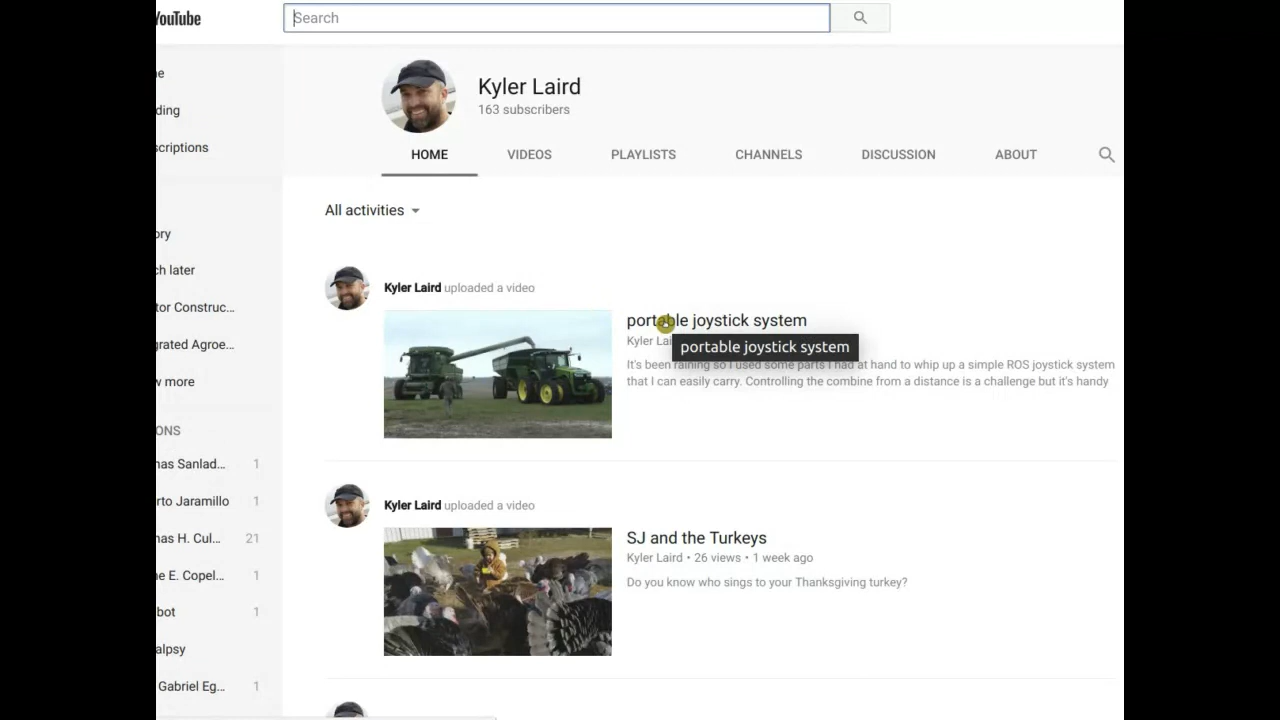 YouTube
Search
ne
ding
scriptions
ory
ch later
tor Construc...
grated Agroe...
w more
ONS
nas Sanlad... 1
rto Jaramillo 1
nas H. Cul... 21
ne E. Copel... 1
bot 1
alpsy
Gabriel Eg... 1
Kyler Laird
163 subscribers
HOME
VIDEOS
PLAYLISTS
CHANNELS
DISCUSSION
ABOUT
All activities
Kyler Laird uploaded a video
portable joystick system
Kyler Lai
portable joystick system
It's been raining so I used some parts I had at hand to whip up a simple ROS joystick system
that I can easily carry. Controlling the combine from a distance is a challenge but it's handy
Kyler Laird uploaded a video
SJ and the Turkeys
Kyler Laird • 26 views • 1 week ago
Do you know who sings to your Thanksgiving turkey?